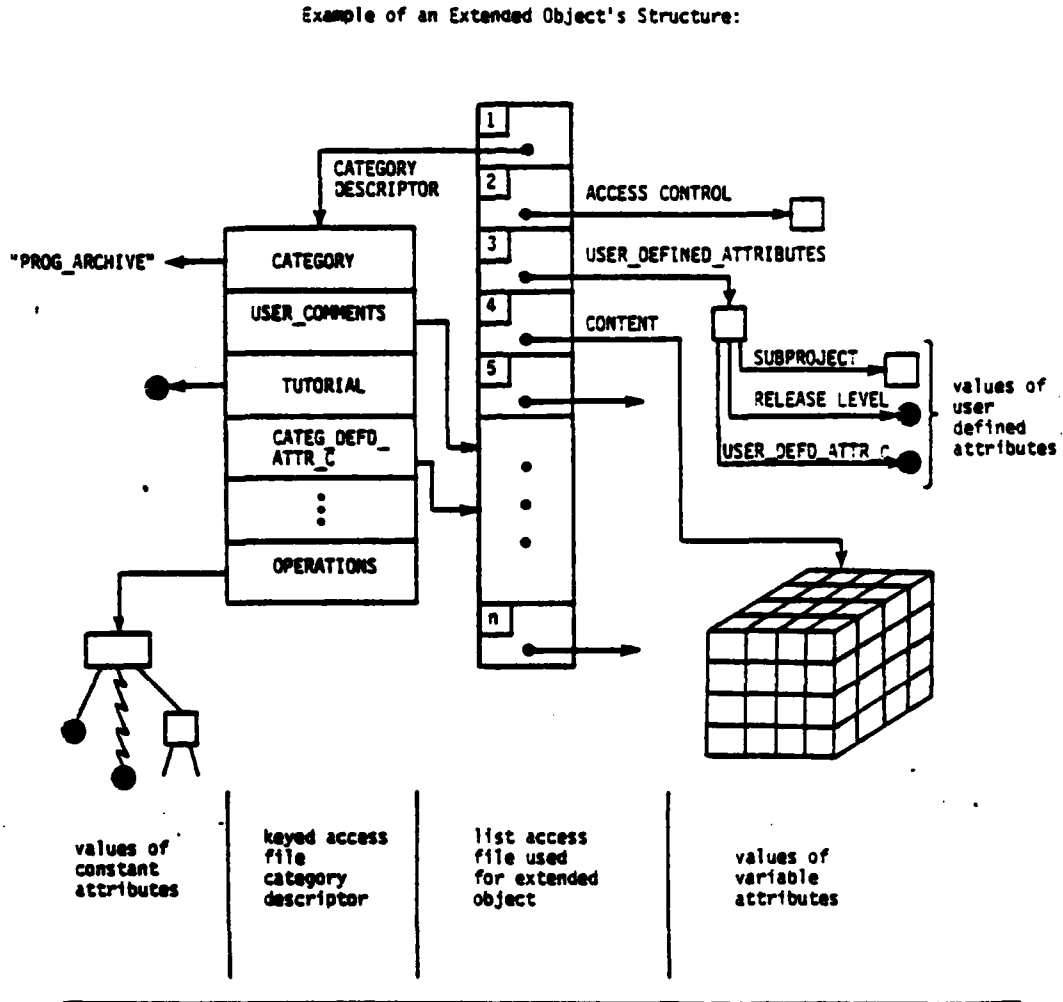 Example of an Extended Object's Structure:
1
CATEGORY
DESCRIPTOR
2
ACCESS CONTROL
3
USER_DEFINED_ATTRIBUTES
"PROG_ARCHIVE"
CATEGORY
4
CONTENT
USER_COMMENTS
5
SUBPROJECT
TUTORIAL
RELEASE LEVEL
values of
user
defined
attributes
CATEG_DEFD_
ATTR_C
USER_DEFD_ATTR_C
OPERATIONS
n
values of
constant
attributes
keyed access
file
category
descriptor
list access
file used
for extended
object
values of
variable
attributes